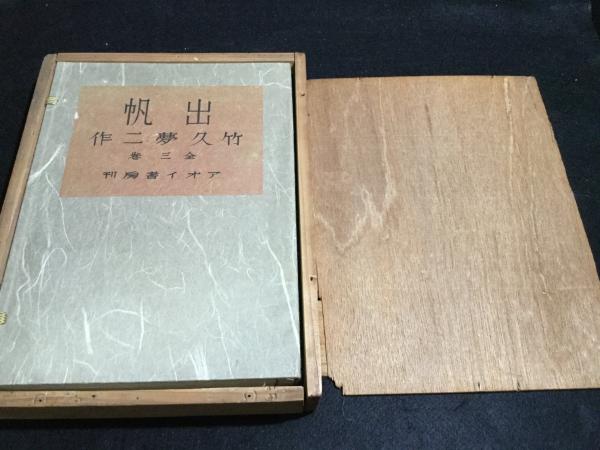 出帆
竹久夢二作
全三巻
アオイ書房刊